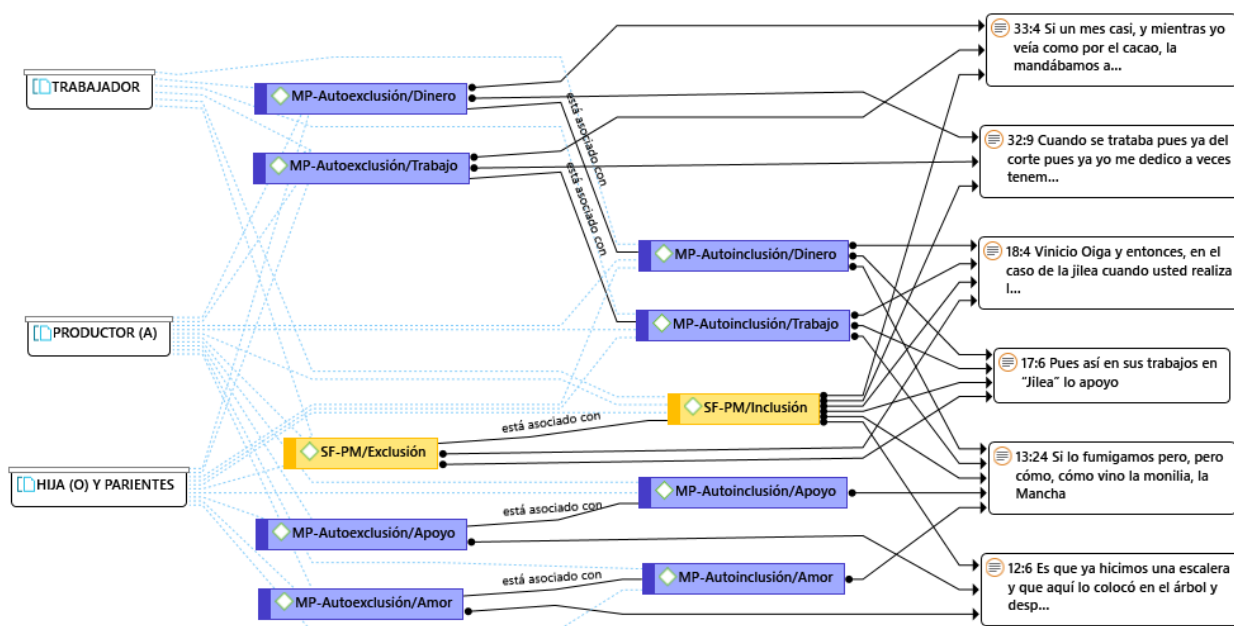 TRABAJADOR
PRODUCTOR (A)
HIJA (O) Y PARIENTES
MP-Autoexclusión/Dinero
MP-Autoexclusión/Trabajo
SF-PM/Exclusión
MP-Autoexclusión/Apoyo
MP-Autoexclusión/Amor
está asociado con
está asociado con
está asociado con
está asociado con
está asociado con
MP-Autoinclusión/Dinero
MP-Autoinclusión/Trabajo
SF-PM/Inclusión
MP-Autoinclusión/Apoyo
MP-Autoinclusión/Amor
33:4 Si un mes casi, y mientras yo
veía como por el cacao, la
mandábamos a...
32:9 Cuando se trataba pues ya del
corte pues ya yo me dedico a veces
tenem...
18:4 Vinicio Oiga y entonces, en el
caso de la jilea cuando usted realiza
l...
17:6 Pues así en sus trabajos en
“Jilea” lo apoyo
13:24 Si lo fumigamos pero, pero
cómo, cómo vino la monilia, la
Mancha
12:6 Es que ya hicimos una escalera
y que aquí lo colocó en el árbol y
desp...